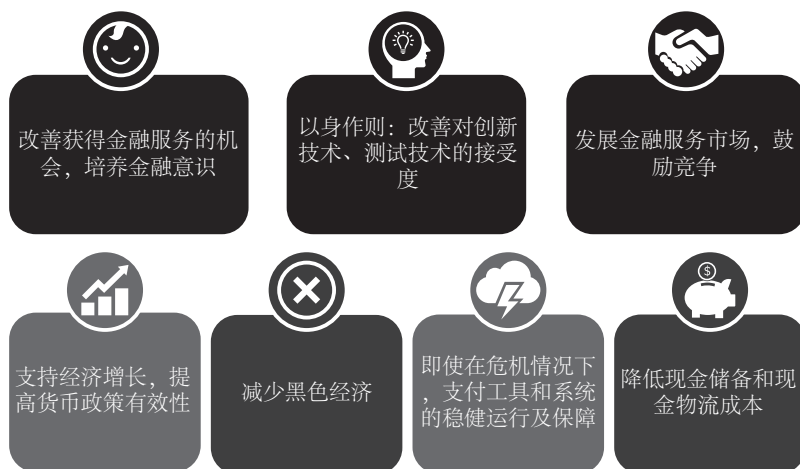 改善获得金融服务的机
会，培养金融意识
以身作则：改善对创新
技术、测试技术的接受
度
发展金融服务市场，鼓
励竞争
支持经济增长，提
高货币政策有效性
减少黑色经济
即使在危机情况下
，支付工具和系统
的稳健运行及保障
$
降低现金储备和现
金物流成本